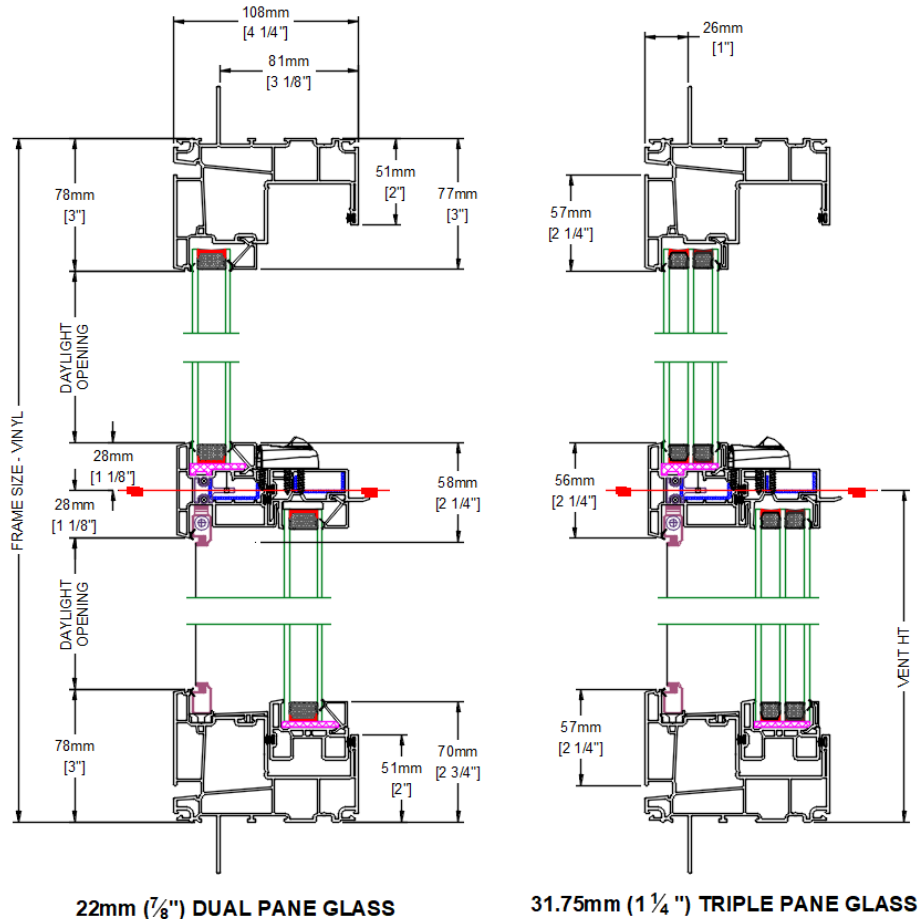 108mm
[4 1/4"]
81mm
[3 1/8"]
26mm
[1"]
78mm
[3"]
51mm
[2"]
77mm
[3"]
57mm
[2 1/4"]
DAYLIGHT
OPENING
FRAME SIZE - VINYL
28mm
[1 1/8"]
28mm
[1 1/8"]
58mm
[2 1/4"]
56mm
[2 1/4"]
DAYLIGHT
OPENING
VENT HT
78mm
[3"]
51mm
[2"]
70mm
[2 3/4"]
57mm
[2 1/4"]
22mm (⅞") DUAL PANE GLASS
31.75mm (1 ¼ ") TRIPLE PANE GLASS